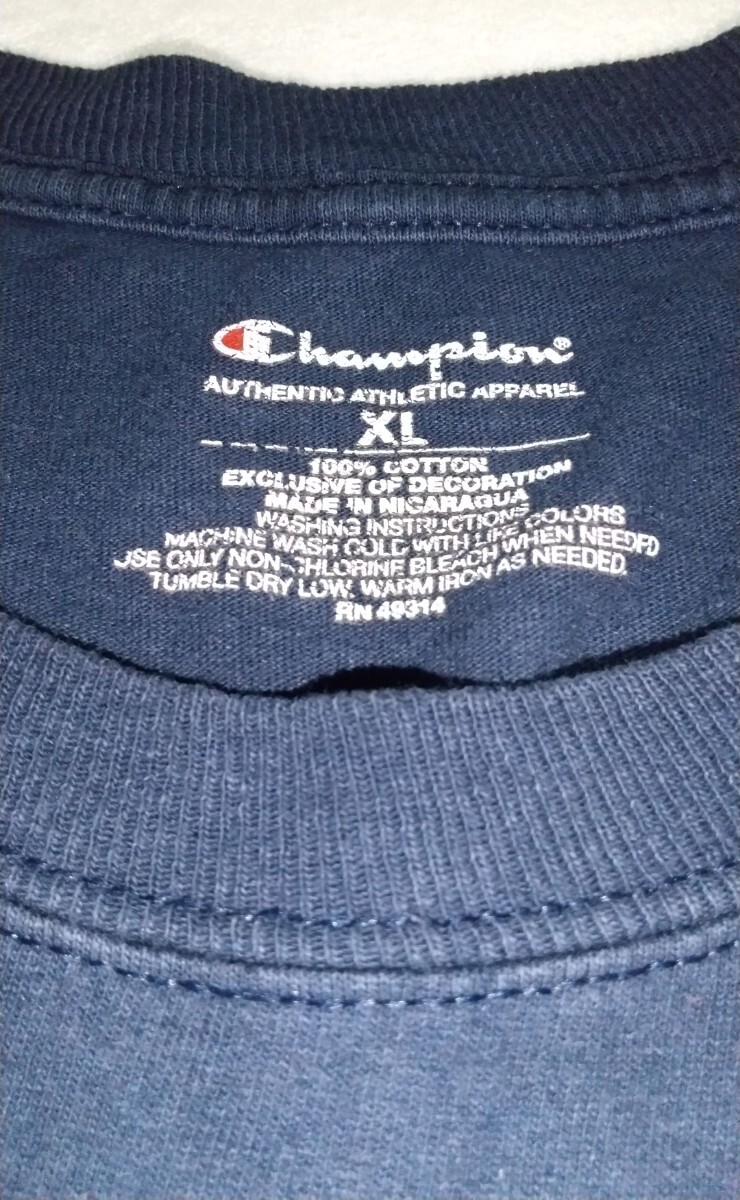 Champion®
AUTHENTIC ATHLETIC APPAREL
XL
100% COTTON
EXCLUSIVE OF DECORATION
MADE IN NICARAGUA
WASHING INSTRUCTIONS
MACHINE WASH COLD WITH LIKE COLORS
USE ONLY NON-CHLORINE BLEACH WHEN NEEDED
TUMBLE DRY LOW. WARM IRON AS NEEDED.
RN 49314